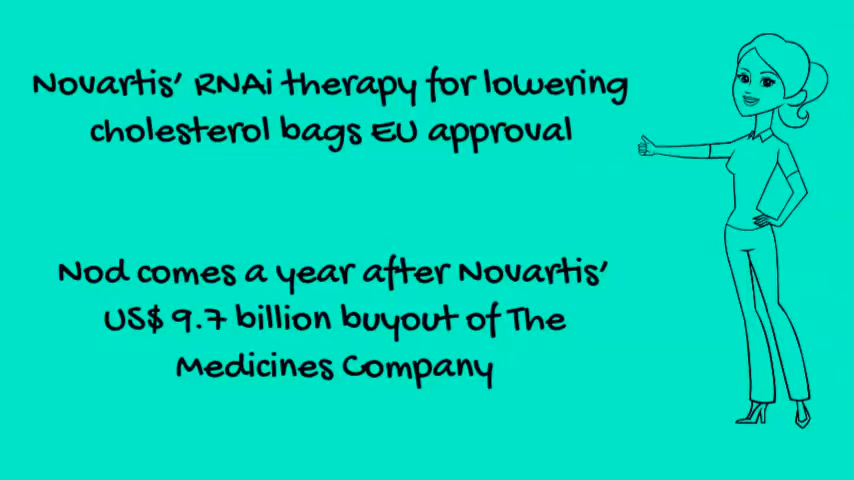 Novartis' RNAi therapy for lowering
cholesterol bags EU approval
Nod comes a year after Novartis'
US$ 9.7 billion buyout of The
Medicines Company